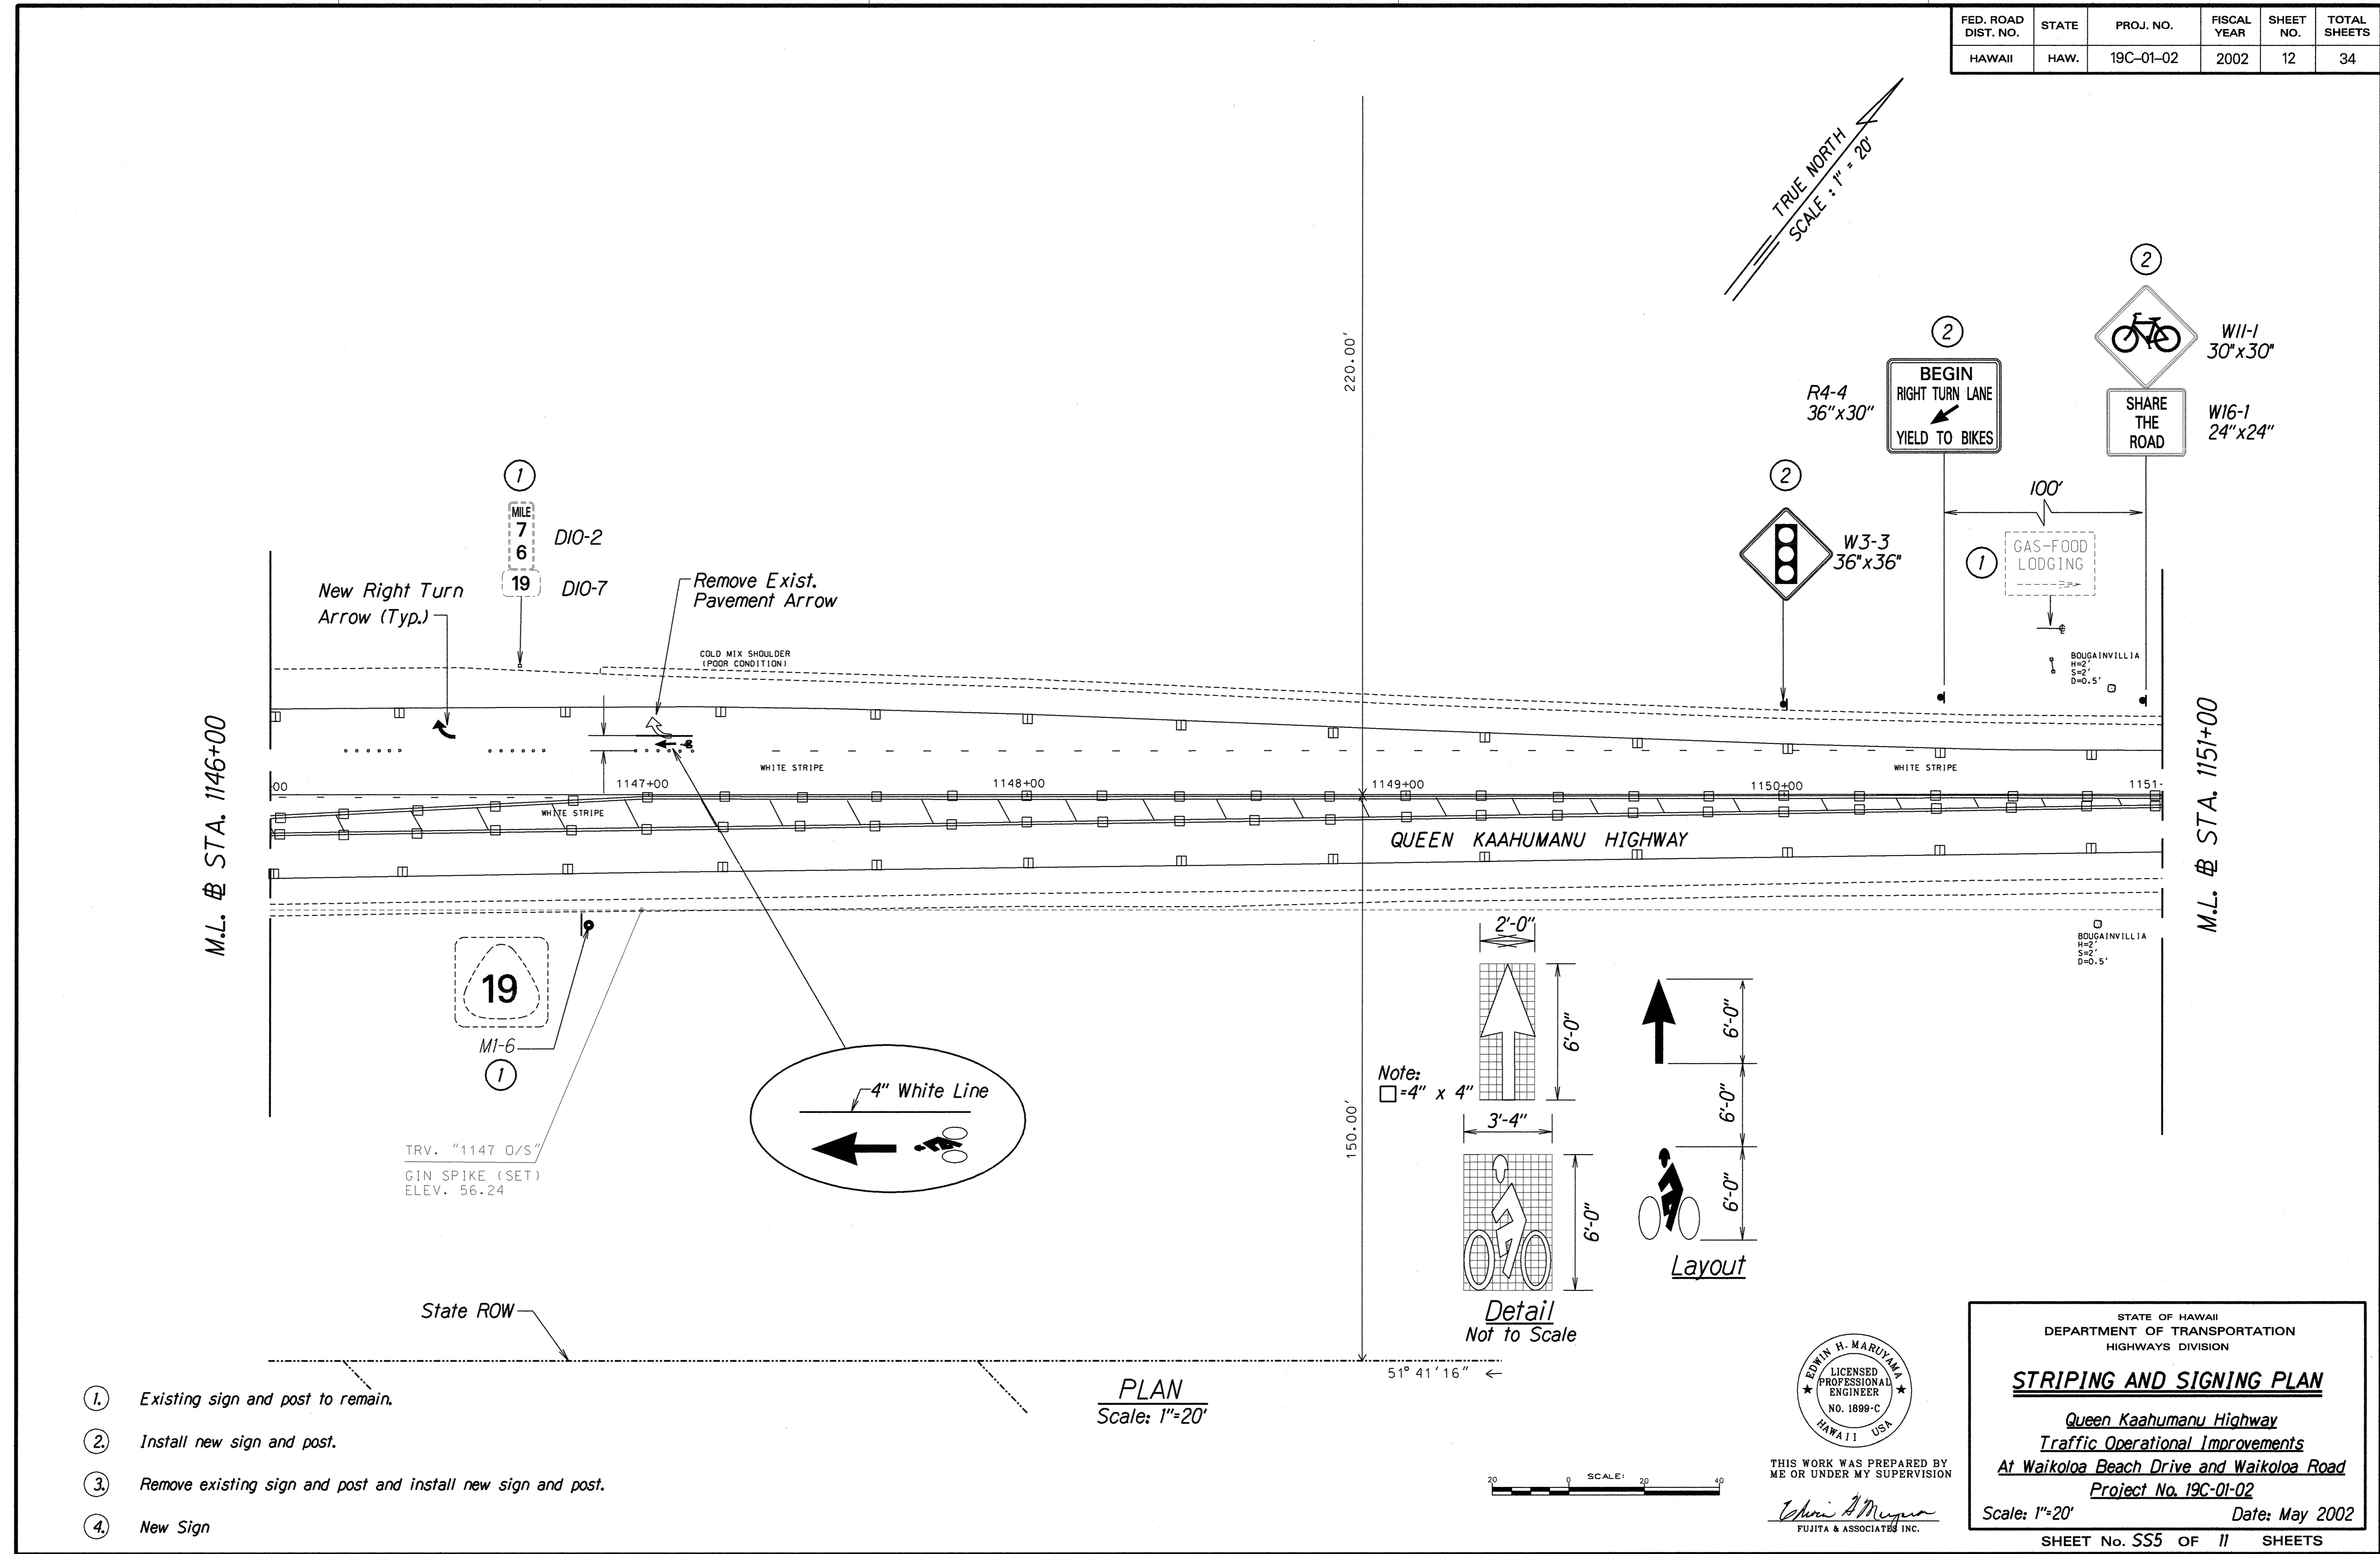 FED. ROAD DIST. NO. STATE PROJ. NO. FISCAL YEAR SHEET NO. TOTAL SHEETS
HAWAII HAW. 19C-01-02 2002 12 34
TRUE NORTH
SCALE : 1" = 20'
220.00'
2
W11-1
30"x30"
SHARE
THE
ROAD
W16-1
24"x24"
2
R4-4
36"x30"
BEGIN
RIGHT TURN LANE
YIELD TO BIKES
100'
2
W3-3
36"x36"
1
GAS-FOOD
LODGING
1
MILE
7
6
D10-2
19
D10-7
New Right Turn
Arrow (Typ.)
Remove Exist.
Pavement Arrow
COLD MIX SHOULDER
(POOR CONDITION)
BOUGAINVILLIA
H=2'
S=2'
D=0.5'
M.L. ℄ STA. 1146+00
M.L. ℄ STA. 1151+00
WHITE STRIPE
WHITE STRIPE
-00
1147+00
1148+00
1149+00
1150+00
1151-
WHITE STRIPE
QUEEN KAAHUMANU HIGHWAY
19
M1-6
1
TRV. "1147 O/S"
GIN SPIKE (SET)
ELEV. 56.24
4" White Line
150.00'
BOUGAINVILLIA
H=2'
S=2'
D=0.5'
2'-0"
6'-0"
Note:
=4" x 4"
3'-4"
6'-0"
6'-0"
6'-0"
6'-0"
Layout
Detail
Not to Scale
State ROW
51° 41'16"
PLAN
Scale: 1"=20'
1. Existing sign and post to remain.
2. Install new sign and post.
3. Remove existing sign and post and install new sign and post.
4. New Sign
20 0 SCALE: 20 40
EDWIN H. MARUYAMA
LICENSED
PROFESSIONAL
ENGINEER
NO. 1899-C
HAWAII USA
THIS WORK WAS PREPARED BY
ME OR UNDER MY SUPERVISION
FUJITA & ASSOCIATES INC.
STATE OF HAWAII
DEPARTMENT OF TRANSPORTATION
HIGHWAYS DIVISION
STRIPING AND SIGNING PLAN
Queen Kaahumanu Highway
Traffic Operational Improvements
At Waikoloa Beach Drive and Waikoloa Road
Project No. 19C-01-02
Scale: 1"=20' Date: May 2002
SHEET No. SS5 OF 11 SHEETS